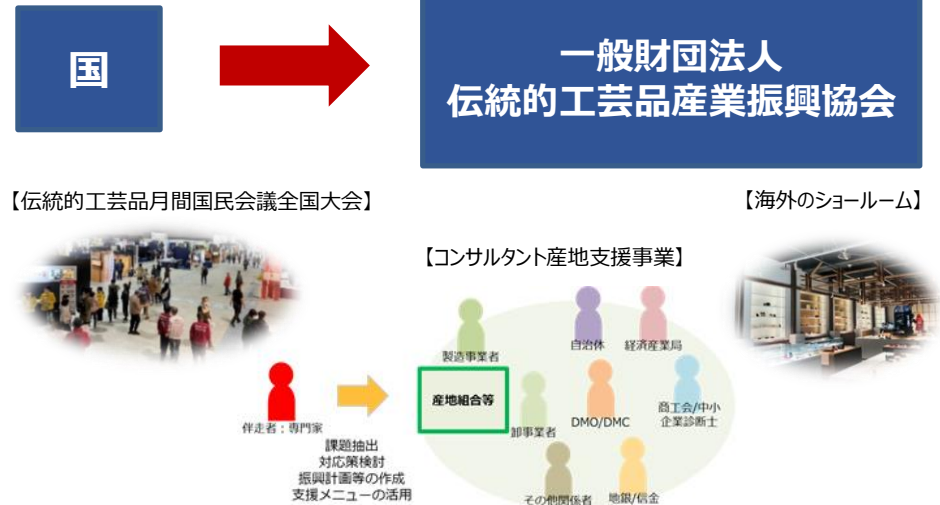 国
一般財団法人
伝統的工芸品産業振興協会
【伝統的工芸品月間国民会議全国大会】
【海外のショールーム】
【コンサルタント産地支援事業】
製造事業者
自治体
経済産業局
産地組合等
卸事業者
DMO/DMC
商工会/中小
企業診断士
伴走者；専門家
課題抽出
対応策検討
振興計画等の作成
支援メニューの活用
その他関係者
地銀/信金